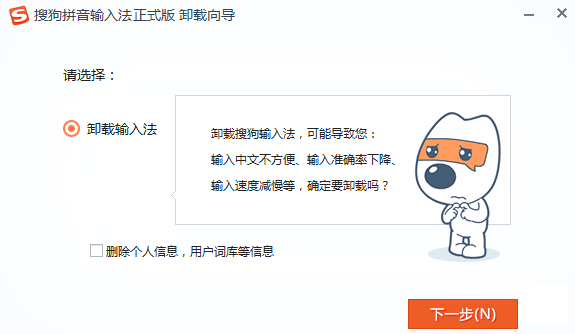 搜狗拼音输入法正式版 卸载向导
请选择：
卸载输入法
卸载搜狗输入法，可能导致您：
输入中文不方便、输入准确率下降、
输入速度减慢等，确定要卸载吗？
删除个人信息，用户词库等信息
下一步(N)